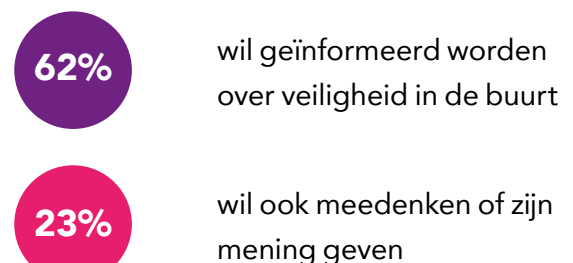 62%
wil geïnformeerd worden
over veiligheid in de buurt
23%
wil ook meedenken of zijn
mening geven